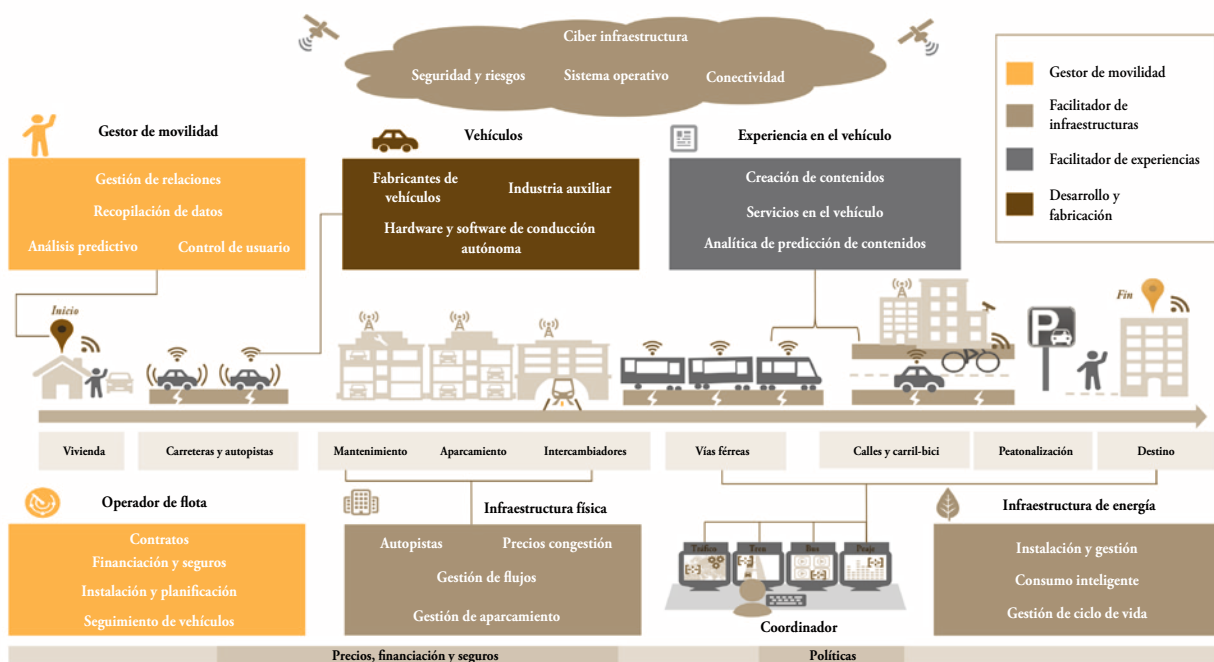 Ciber infraestructura
Seguridad y riesgos
Sistema operativo
Conectividad
Gestor de movilidad
Facilitador de
infraestructuras
Facilitador de experiencias
Desarrollo y
fabricación
Gestor de movilidad
Gestión de relaciones
Recopilación de datos
Análisis predictivo
Control de usuario
Vehículos
Fabricantes de
vehículos
Industria auxiliar
Hardware y software de conducción
autónoma
Experiencia en el vehículo
Creación de contenidos
Servicios en el vehículo
Analítica de predicción de contenidos
Inicio
P
Fin
Vivienda
Carreteras y autopistas
Mantenimiento
Aparcamiento
Intercambiadores
Vías férreas
Calles y carril-bici
Peatonalización
Destino
Operador de flota
Contratos
Financiación y seguros
Instalación y planificación
Seguimiento de vehículos
Infraestructura física
Autopistas
Precios congestión
Gestión de flujos
Gestión de aparcamiento
Tráfico
Tren
Bus
Peaje
Coordinador
Infraestructura de energía
Instalación y gestión
Consumo inteligente
Gestión de ciclo de vida
Precios, financiación y seguros
Políticas